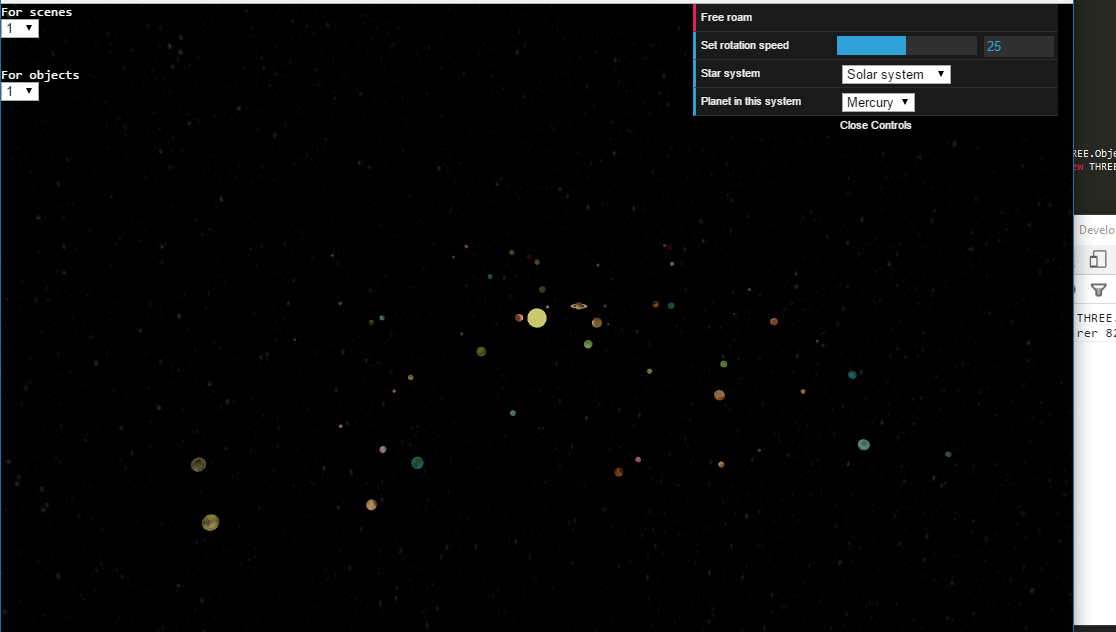 For scenes
1
For objects
1
Free roam
Set rotation speed
25
Star system
Solar system
Planet in this system
Mercury
Close Controls
REE.Obje
ew THREE
Develo
THREE.
rer 82